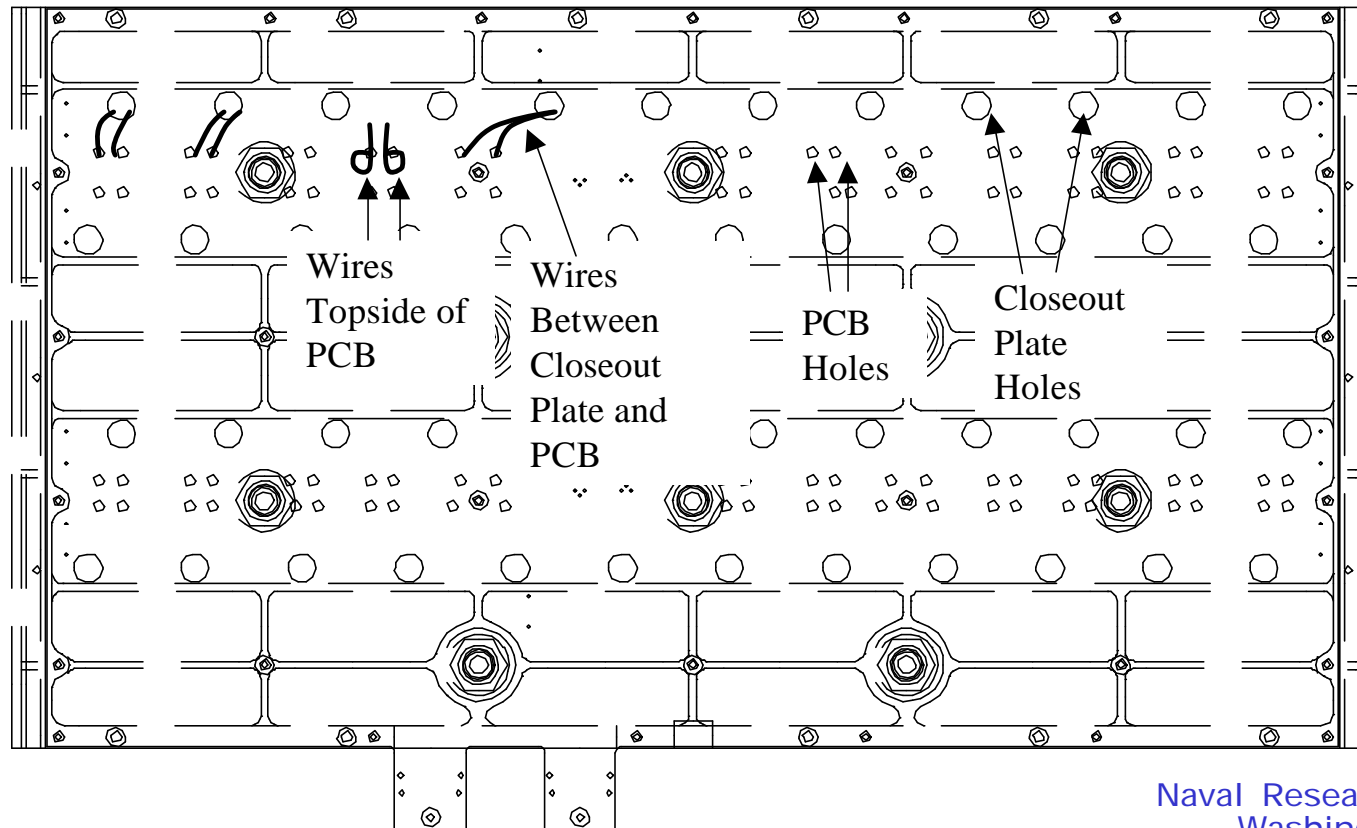 Wires
Topside of
PCB
Wires
Between
Closeout
Plate and
PCB
PCB
Holes
Closeout
Plate
Holes
Naval Resea